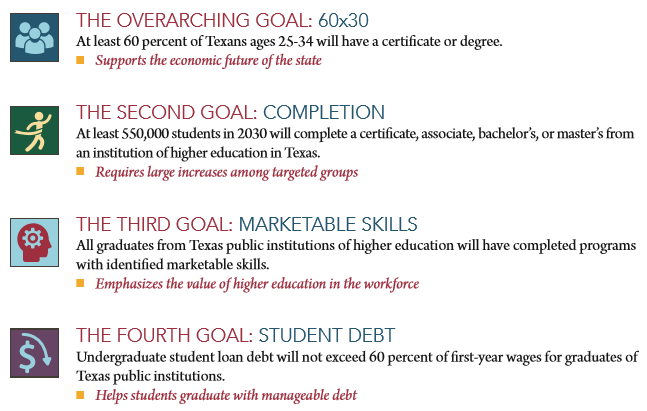 THE OVERARCHING GOAL: 60x30
At least 60 percent of Texans ages 25-34 will have a certificate or degree.
Supports the economic future of the state
THE SECOND GOAL: COMPLETION
At least 550,000 students in 2030 will complete a certificate, associate, bachelor's, or master's from
an institution of higher education in Texas.
Requires large increases among targeted groups
THE THIRD GOAL: MARKETABLE SKILLS
All graduates from Texas public institutions of higher education will have completed programs
with identified marketable skills.
Emphasizes the value of higher education in the workforce
THE FOURTH GOAL: STUDENT DEBT
Undergraduate student loan debt will not exceed 60 percent of first-year wages for graduates of
Texas public institutions.
Helps students graduate with manageable debt